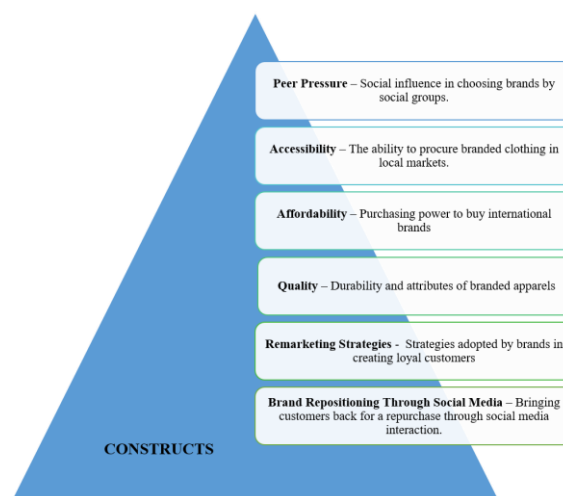 Peer Pressure – Social influence in choosing brands by
social groups.
Accessibility – The ability to procure branded clothing in
local markets.
Affordability – Purchasing power to buy international
brands
Quality – Durability and attributes of branded apparels
Remarketing Strategies - Strategies adopted by brands in
creating loyal customers
Brand Repositioning Through Social Media – Bringing
customers back for a repurchase through social media
interaction.
CONSTRUCTS